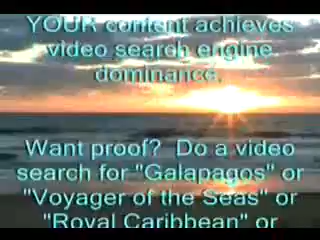 YOUR content achieves
video search engine
dominance.
Want proof?  Do a video
search for "Galapagos" or
"Voyager of the Seas" or
"Royal Caribbean" or